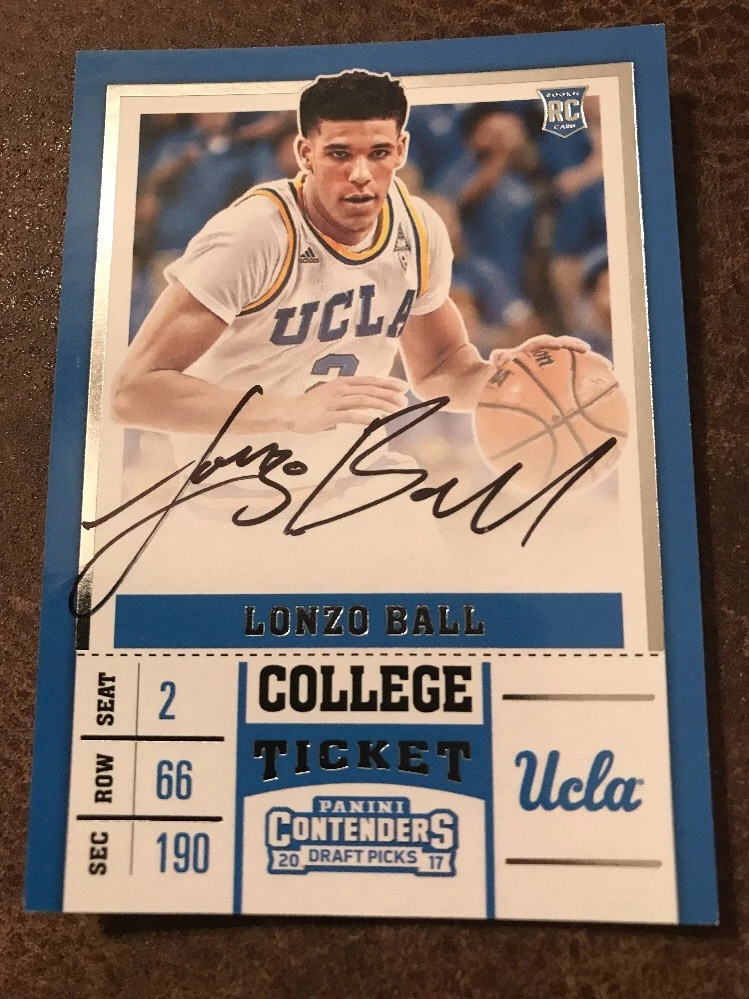 ROOKIE
RC
CARD
adidas
UCLA
2
Lonzo Ball
LONZO BALL
SEAT 2
ROW 66
SEC 190
COLLEGE
TICKET
PANINI
CONTENDERS
20 DRAFT PICKS 17
Ucla